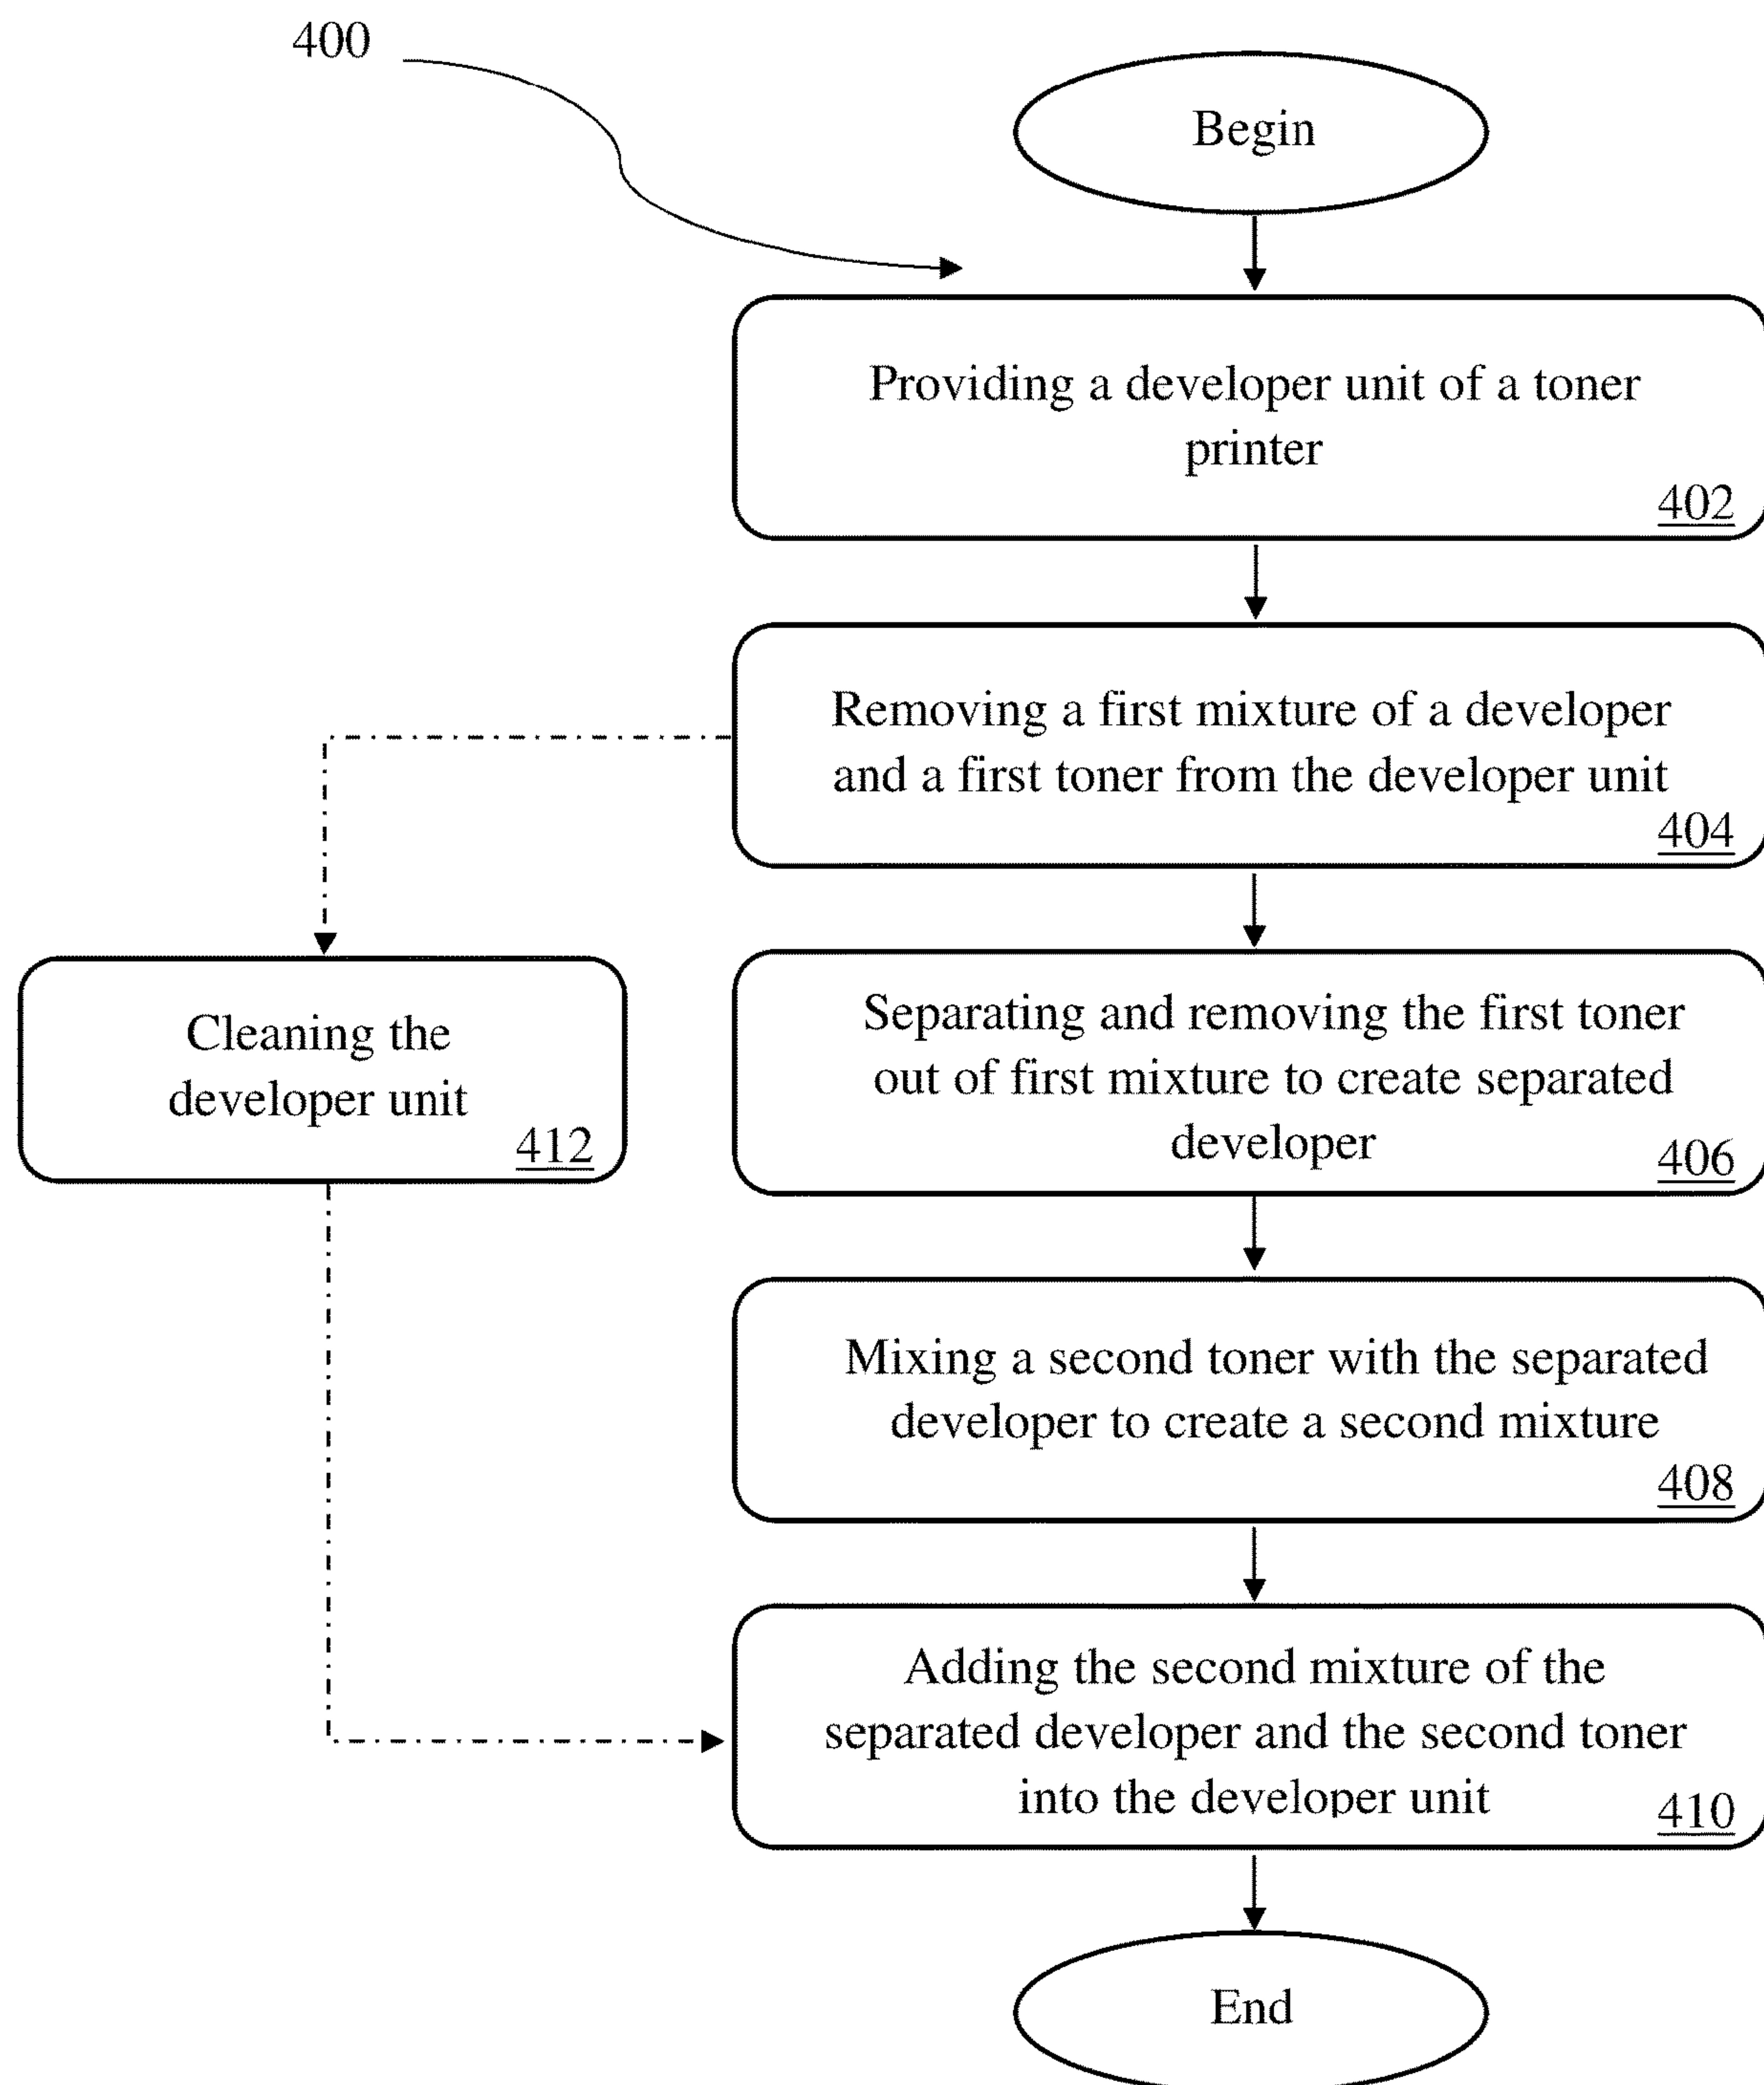 400
Begin
Providing a developer unit of a toner
printer
402
Removing a first mixture of a developer
and a first toner from the developer unit
404
Cleaning the
developer unit
412
Separating and removing the first toner
out of first mixture to create separated
developer
406
Mixing a second toner with the separated
developer to create a second mixture
408
Adding the second mixture of the
separated developer and the second toner
into the developer unit
410
End